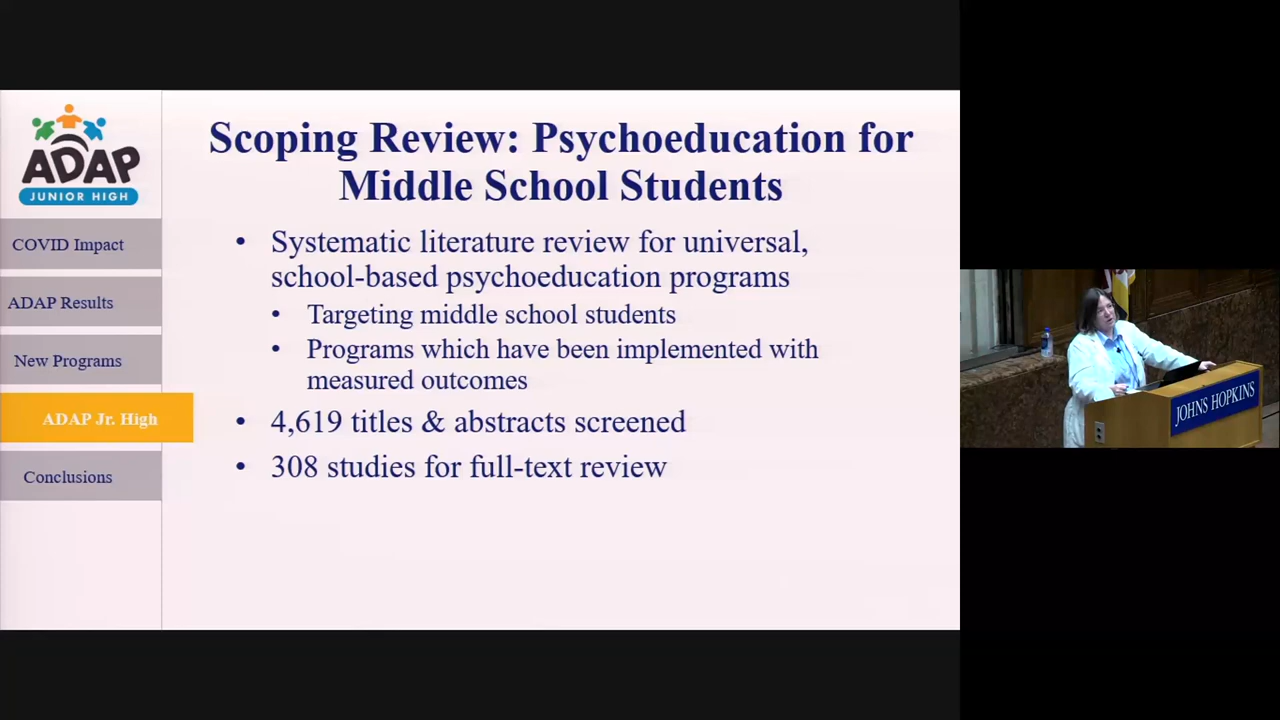 ADAP
JUNIOR HIGH
COVID Impact
ADAP Results
New Programs
ADAP Jr. High
Conclusions
Scoping Review: Psychoeducation for
Middle School Students
• Systematic literature review for universal,
school-based psychoeducation programs
• Targeting middle school students
• Programs which have been implemented with
measured outcomes
• 4,619 titles & abstracts screened
• 308 studies for full-text review
JOHNS HOPKINS